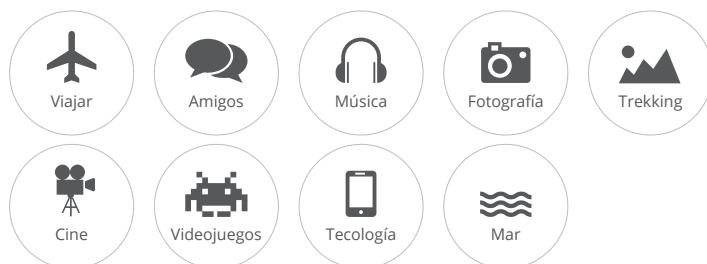 Viajar
Amigos
Música
Fotografía
Trekking
Cine
Videojuegos
Tecología
Mar